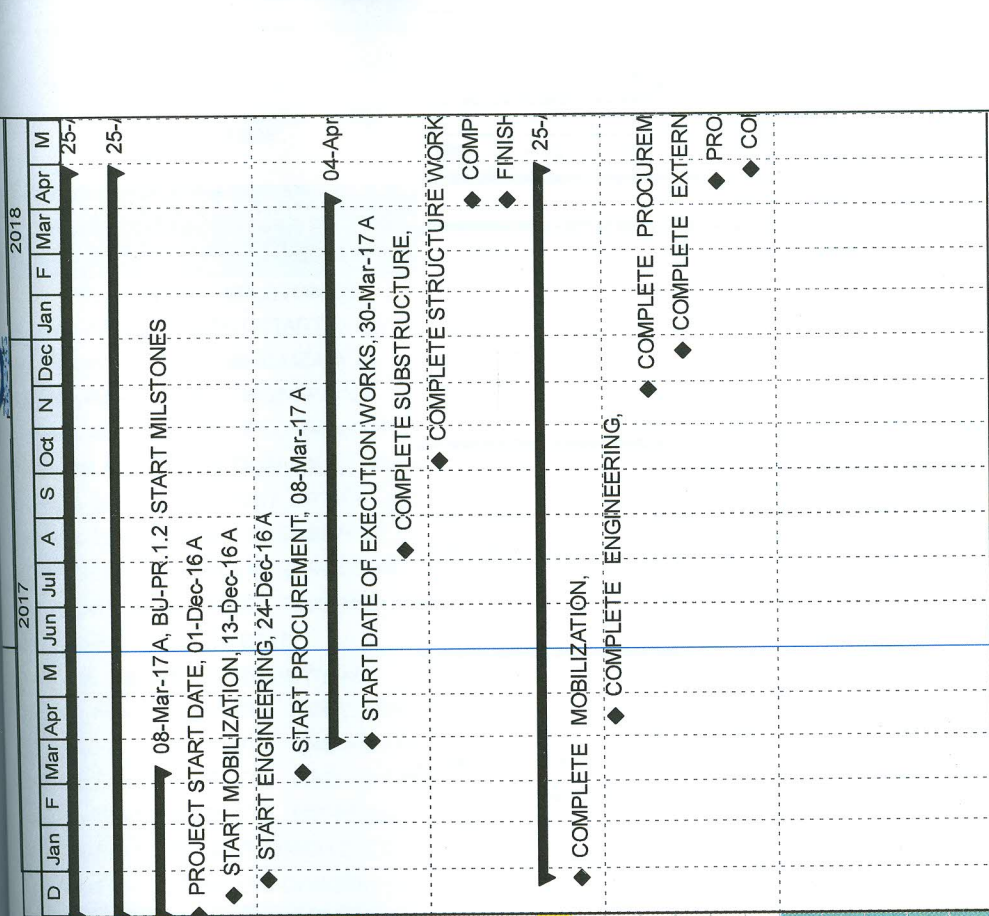 2017
2018
D Jan F Mar Apr M Jun Jul A S Oct N Dec Jan F Mar Apr M
25-
25-
08-Mar-17 A, BU-PR.1.2 START MILSTONES
PROJECT START DATE, 01-Dec-16 A
START MOBILIZATION, 13-Dec-16 A
START ENGINEERING, 24-Dec-16 A
START PROCUREMENT, 08-Mar-17 A
04-Apr
START DATE OF EXECUTION WORKS, 30-Mar-17 A
COMPLETE SUBSTRUCTURE,
COMPLETE STRUCTURE WORK
COMP
FINISH
25-
COMPLETE MOBILIZATION,
COMPLETE ENGINEERING,
COMPLETE PROCUREM
COMPLETE EXTERN
PRO
CO